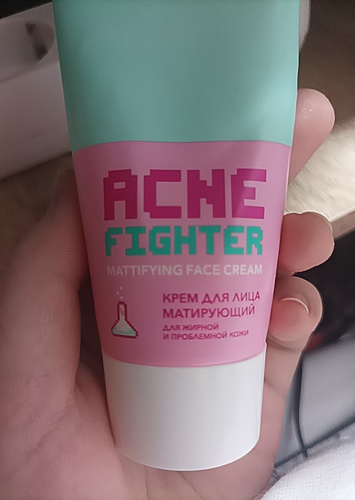 ACNE
FIGHTER
MATTIFYING FACE CREAM
КРЕМ ДЛЯ ЛИЦА
МАТИРУЮЩИЙ
ДЛЯ ЖИРНОЙ
И ПРОБЛЕМНОЙ КОЖИ